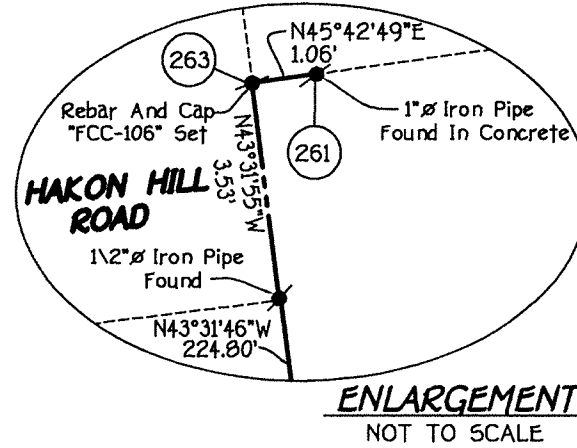 N45°42'49"E
1.06'
263
Rebar And Cap
"FCC-106" Set
1"ø Iron Pipe
Found In Concrete
261
N43°31'55"W
3.53'
HAKON HILL
ROAD
1\2"ø Iron Pipe
Found
N43°31'46"W
224.80'
ENLARGEMENT
NOT TO SCALE